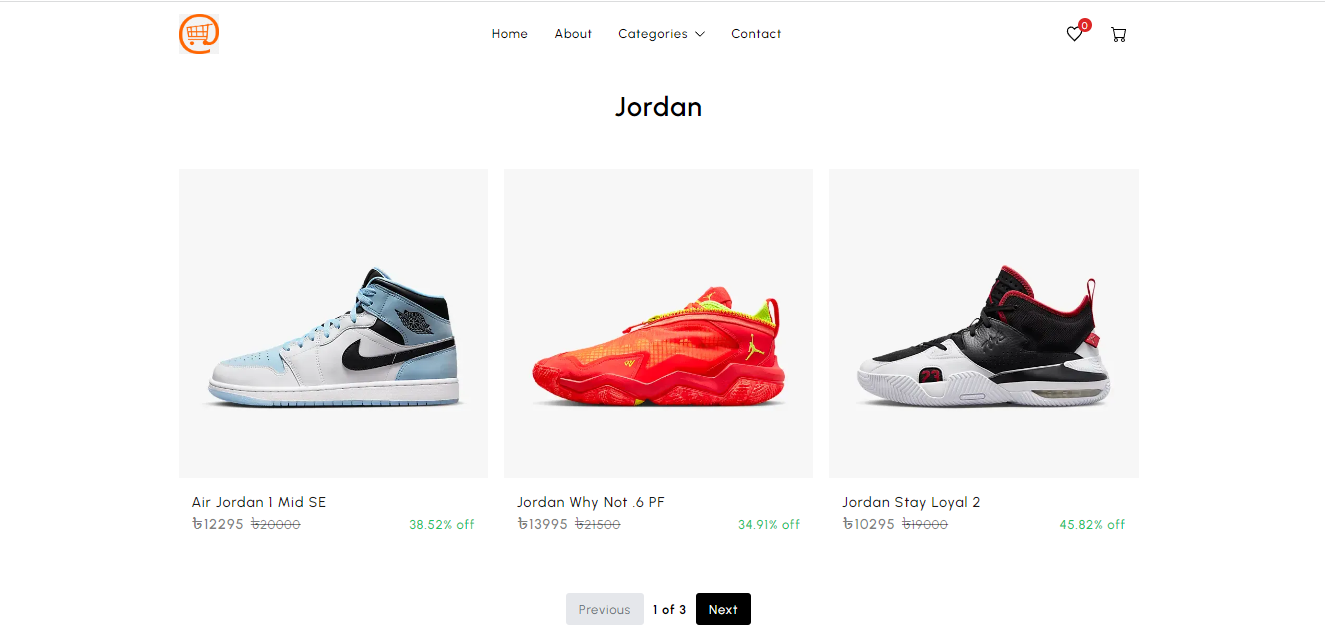 Home About Categories Contact 0
Jordan
23
Air Jordan 1 Mid SE
৳12295 ৳20000 38.52% off
Jordan Why Not .6 PF
৳13995 ৳21500 34.91% off
Jordan Stay Loyal 2
৳10295 ৳19000 45.82% off
Previous 1 of 3 Next